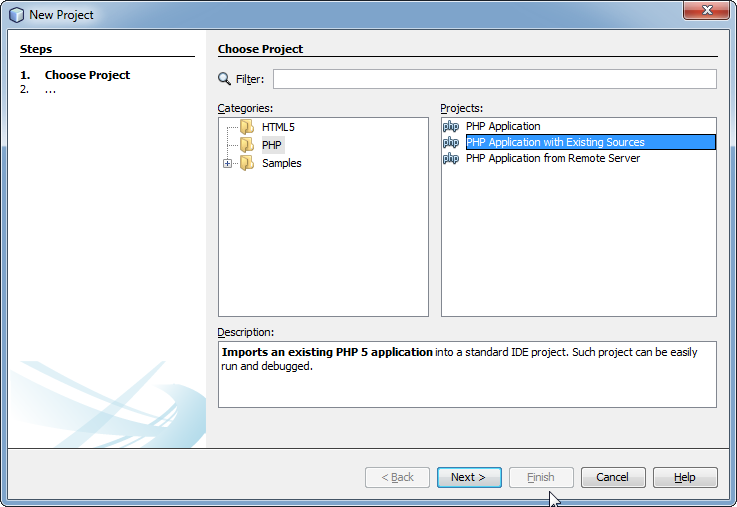 New Project
Steps
1. Choose Project
2. ...
Choose Project
Filter:
Categories:
HTML5
PHP
Samples
Projects:
php PHP Application
php PHP Application with Existing Sources
php PHP Application from Remote Server
Description:
Imports an existing PHP 5 application into a standard IDE project. Such project can be easily
run and debugged.
< Back Next > Finish Cancel Help